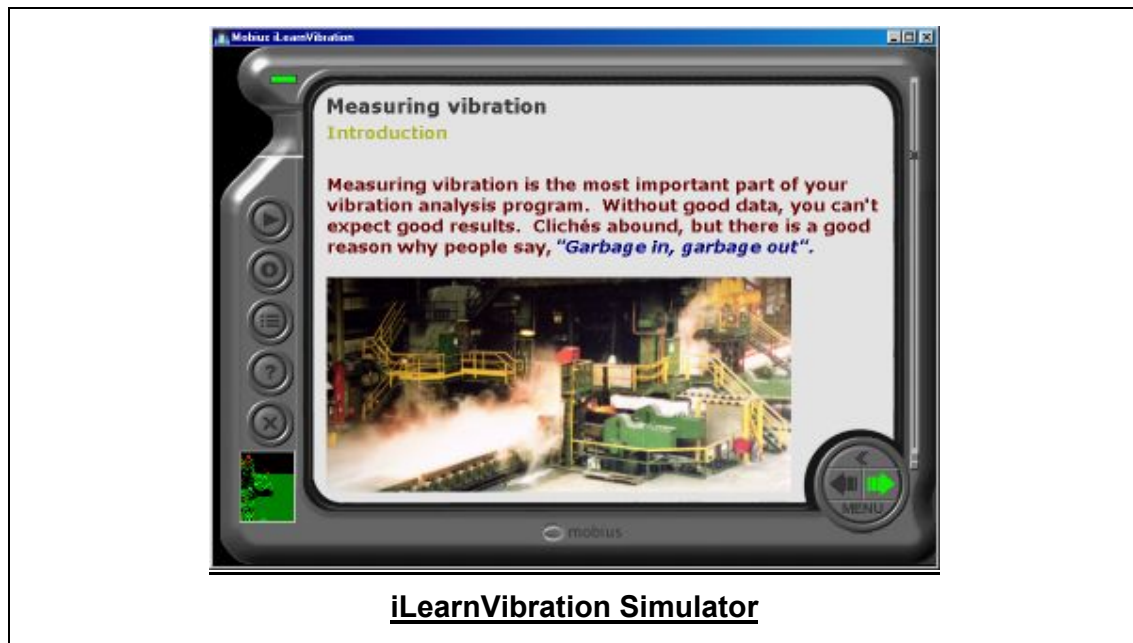 Mobius iLearnVibration
Measuring vibration
Introduction
Measuring vibration is the most important part of your
vibration analysis program. Without good data, you can't
expect good results. Clichés abound, but there is a good
reason why people say, "Garbage in, garbage out".
MENU
mobius
iLearnVibration Simulator